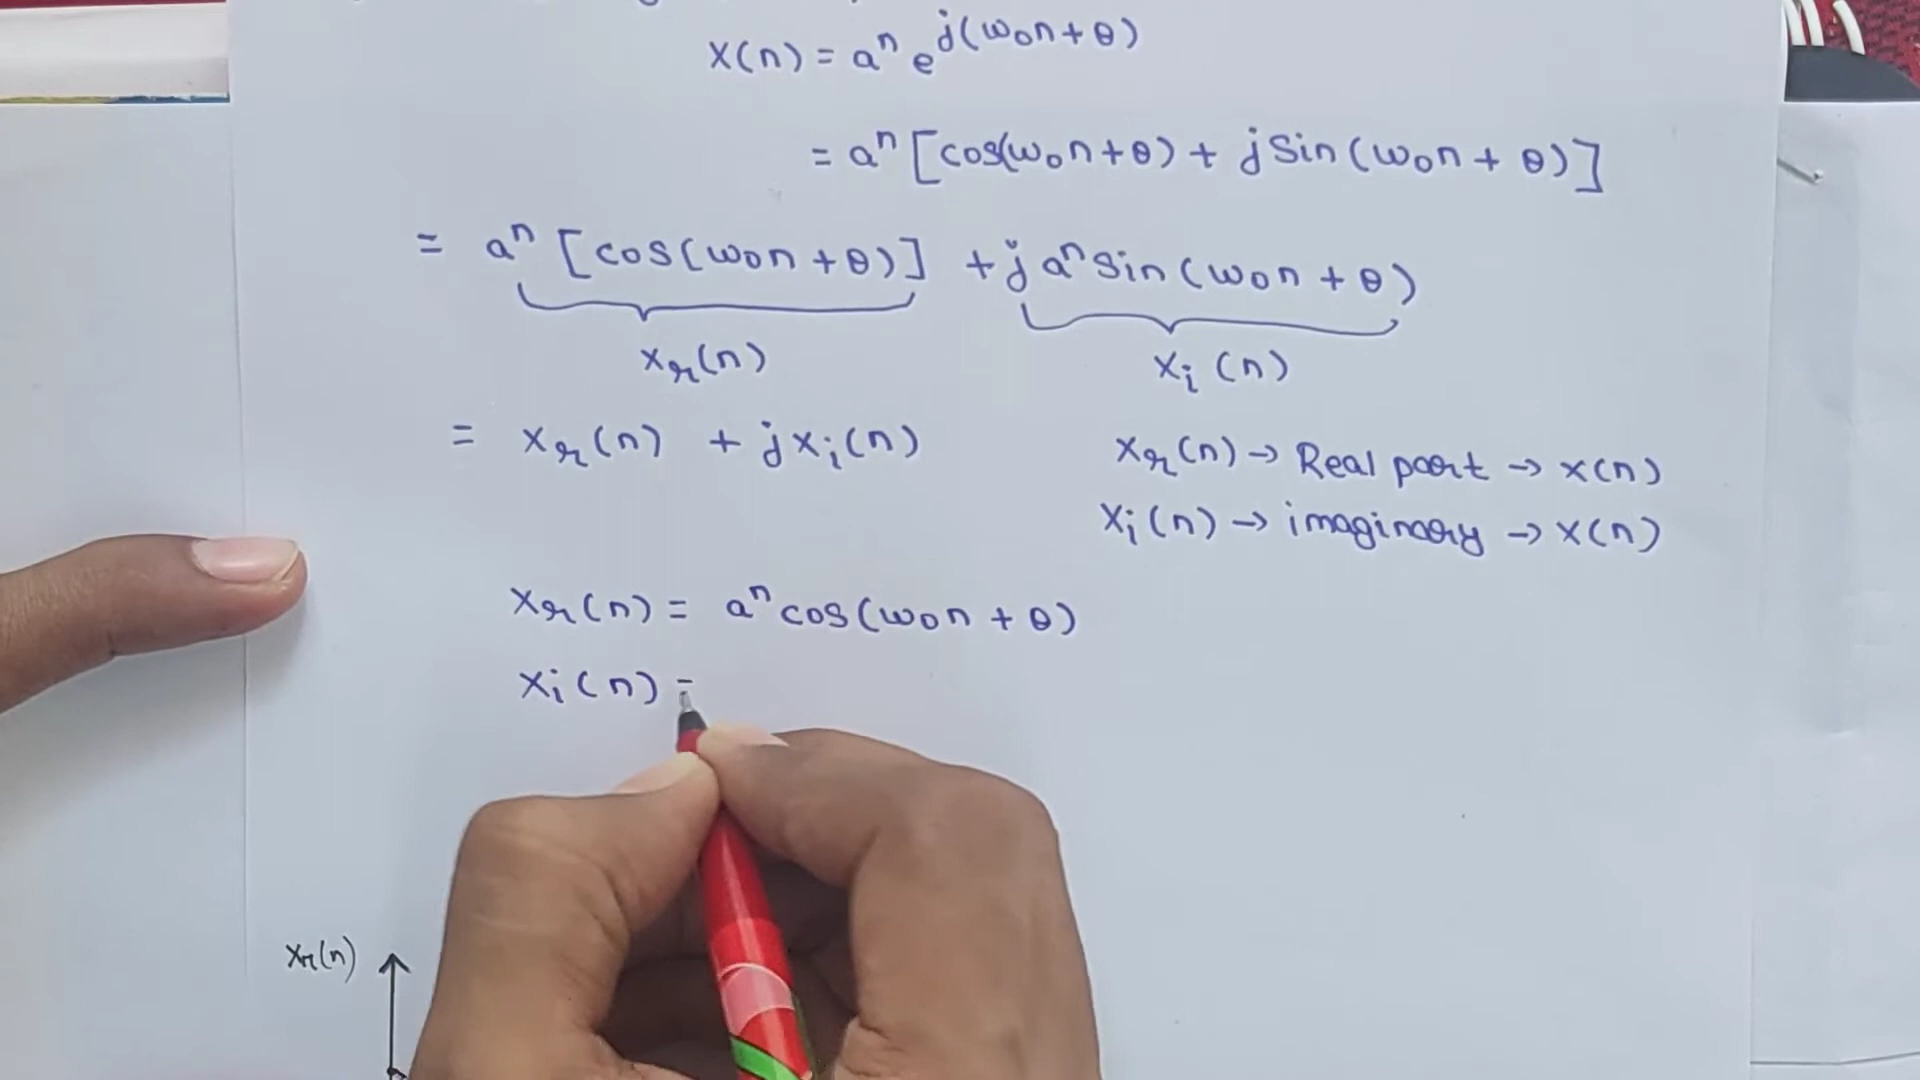 x(n) = aⁿ e^j(ω₀n+θ)
= aⁿ [cos(ω₀n+θ) + j Sin(ω₀n + θ)]
= aⁿ [cos(ω₀n+θ)] + j aⁿ sin(ω₀n + θ)
xᵣ(n) xᵢ(n)
= xᵣ(n) + j xᵢ(n)
xᵣ(n) → Real part → x(n)
xᵢ(n) → imaginary → x(n)
xᵣ(n) = aⁿ cos(ω₀n + θ)
xᵢ(n) =
xᵣ(n)